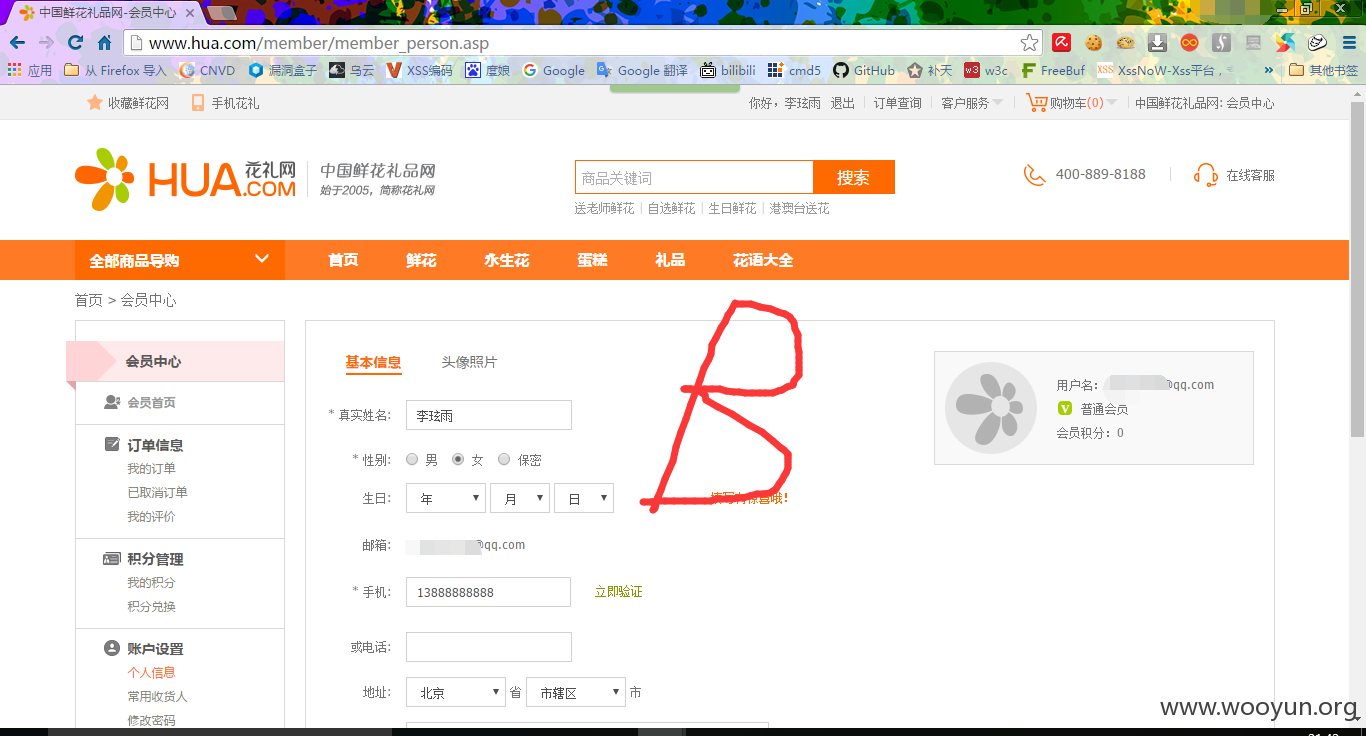 中国鲜花礼品网-会员中心
www.hua.com/member/member_person.asp
应用 从 Firefox 导入 CNVD 漏洞盒子 乌云 XSS编码 度娘 Google Google 翻译 bilibili cmd5 GitHub 补天 w3c FreeBuf XssNoW-Xss平台， » 其他书签
收藏鲜花网 手机花礼 你好，李玹雨 退出 订单查询 客户服务 购物车(0) 中国鲜花礼品网: 会员中心
HUA.COM 花礼网 中国鲜花礼品网
始于2005，简称花礼网
商品关键词 搜索
400-889-8188 在线客服
送老师鲜花 自选鲜花 生日鲜花 港澳台送花
全部商品导购 首页 鲜花 永生花 蛋糕 礼品 花语大全
首页 > 会员中心
会员中心
会员首页
订单信息
我的订单
已取消订单
我的评价
积分管理
我的积分
积分兑换
账户设置
个人信息
常用收货人
修改密码
基本信息 头像照片
* 真实姓名: 李玹雨
* 性别: 男 女 保密
生日: 年 月 日
邮箱: @qq.com
* 手机: 13888888888 立即验证
或电话:
地址: 北京 省 市辖区 市
用户名: @qq.com
V 普通会员
会员积分: 0
B
www.wooyun.org